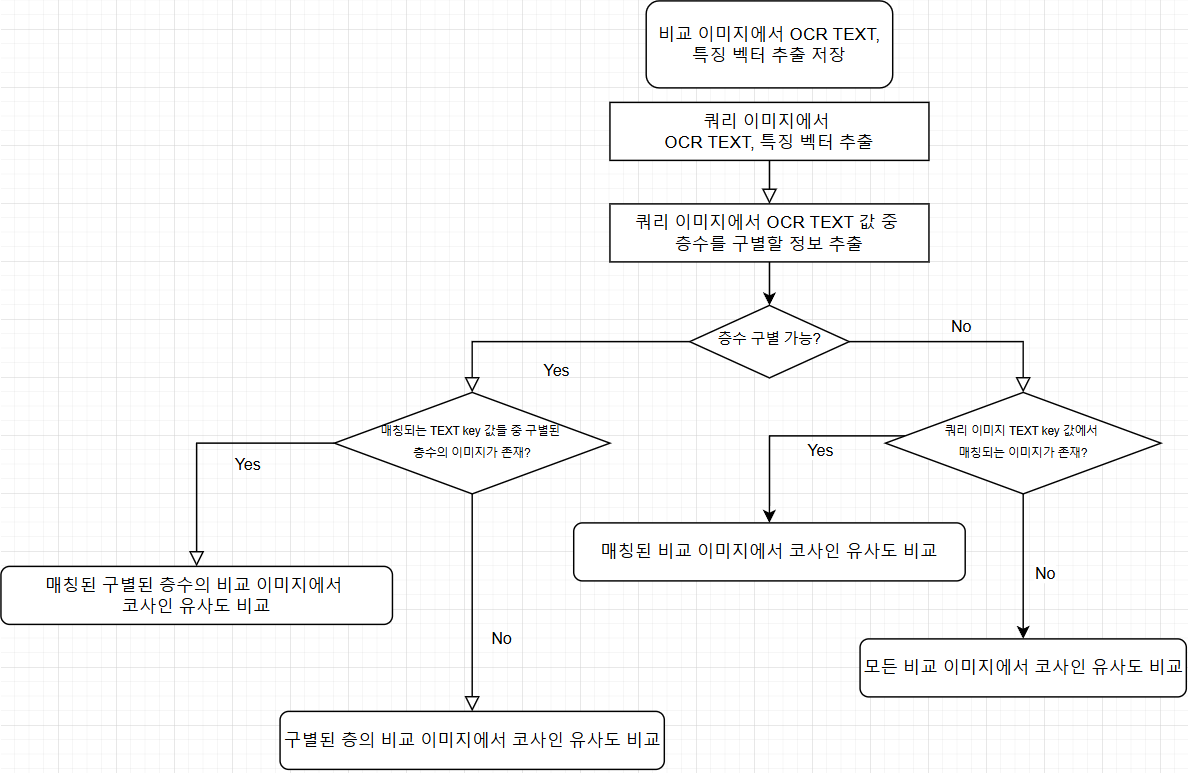 비교 이미지에서 OCR TEXT,
특징 벡터 추출 저장
쿼리 이미지에서
OCR TEXT, 특징 벡터 추출
쿼리 이미지에서 OCR TEXT 값 중
층수를 구별할 정보 추출
층수 구별 가능?
No
Yes
매칭되는 TEXT key 값들 중 구별된
층수의 이미지가 존재?
쿼리 이미지 TEXT key 값에서
매칭되는 이미지가 존재?
Yes
Yes
매칭된 비교 이미지에서 코사인 유사도 비교
매칭된 구별된 층수의 비교 이미지에서
코사인 유사도 비교
No
No
모든 비교 이미지에서 코사인 유사도 비교
구별된 층의 비교 이미지에서 코사인 유사도 비교